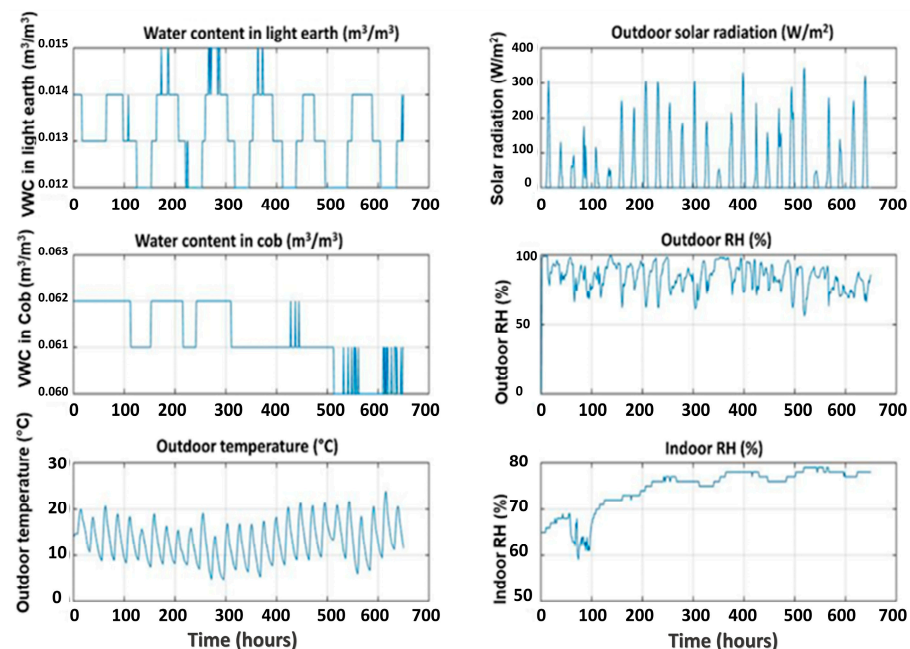 Water content in light earth (m³/m³)
VWC in light earth (m³/m³)
0.015
0.014
0.013
0.012
0 100 200 300 400 500 600 700
Outdoor solar radiation (W/m²)
Solar radiation (W/m²)
400
300
200
100
0
0 100 200 300 400 500 600 700
Water content in cob (m³/m³)
VWC in Cob (m³/m³)
0.063
0.062
0.061
0.060
0 100 200 300 400 500 600 700
Outdoor RH (%)
Outdoor RH (%)
100
50
0
0 100 200 300 400 500 600 700
Outdoor temperature (°C)
Outdoor temperature (°C)
30
20
10
0
0 100 200 300 400 500 600 700
Time (hours)
Indoor RH (%)
Indoor RH (%)
80
70
60
50
0 100 200 300 400 500 600 700
Time (hours)